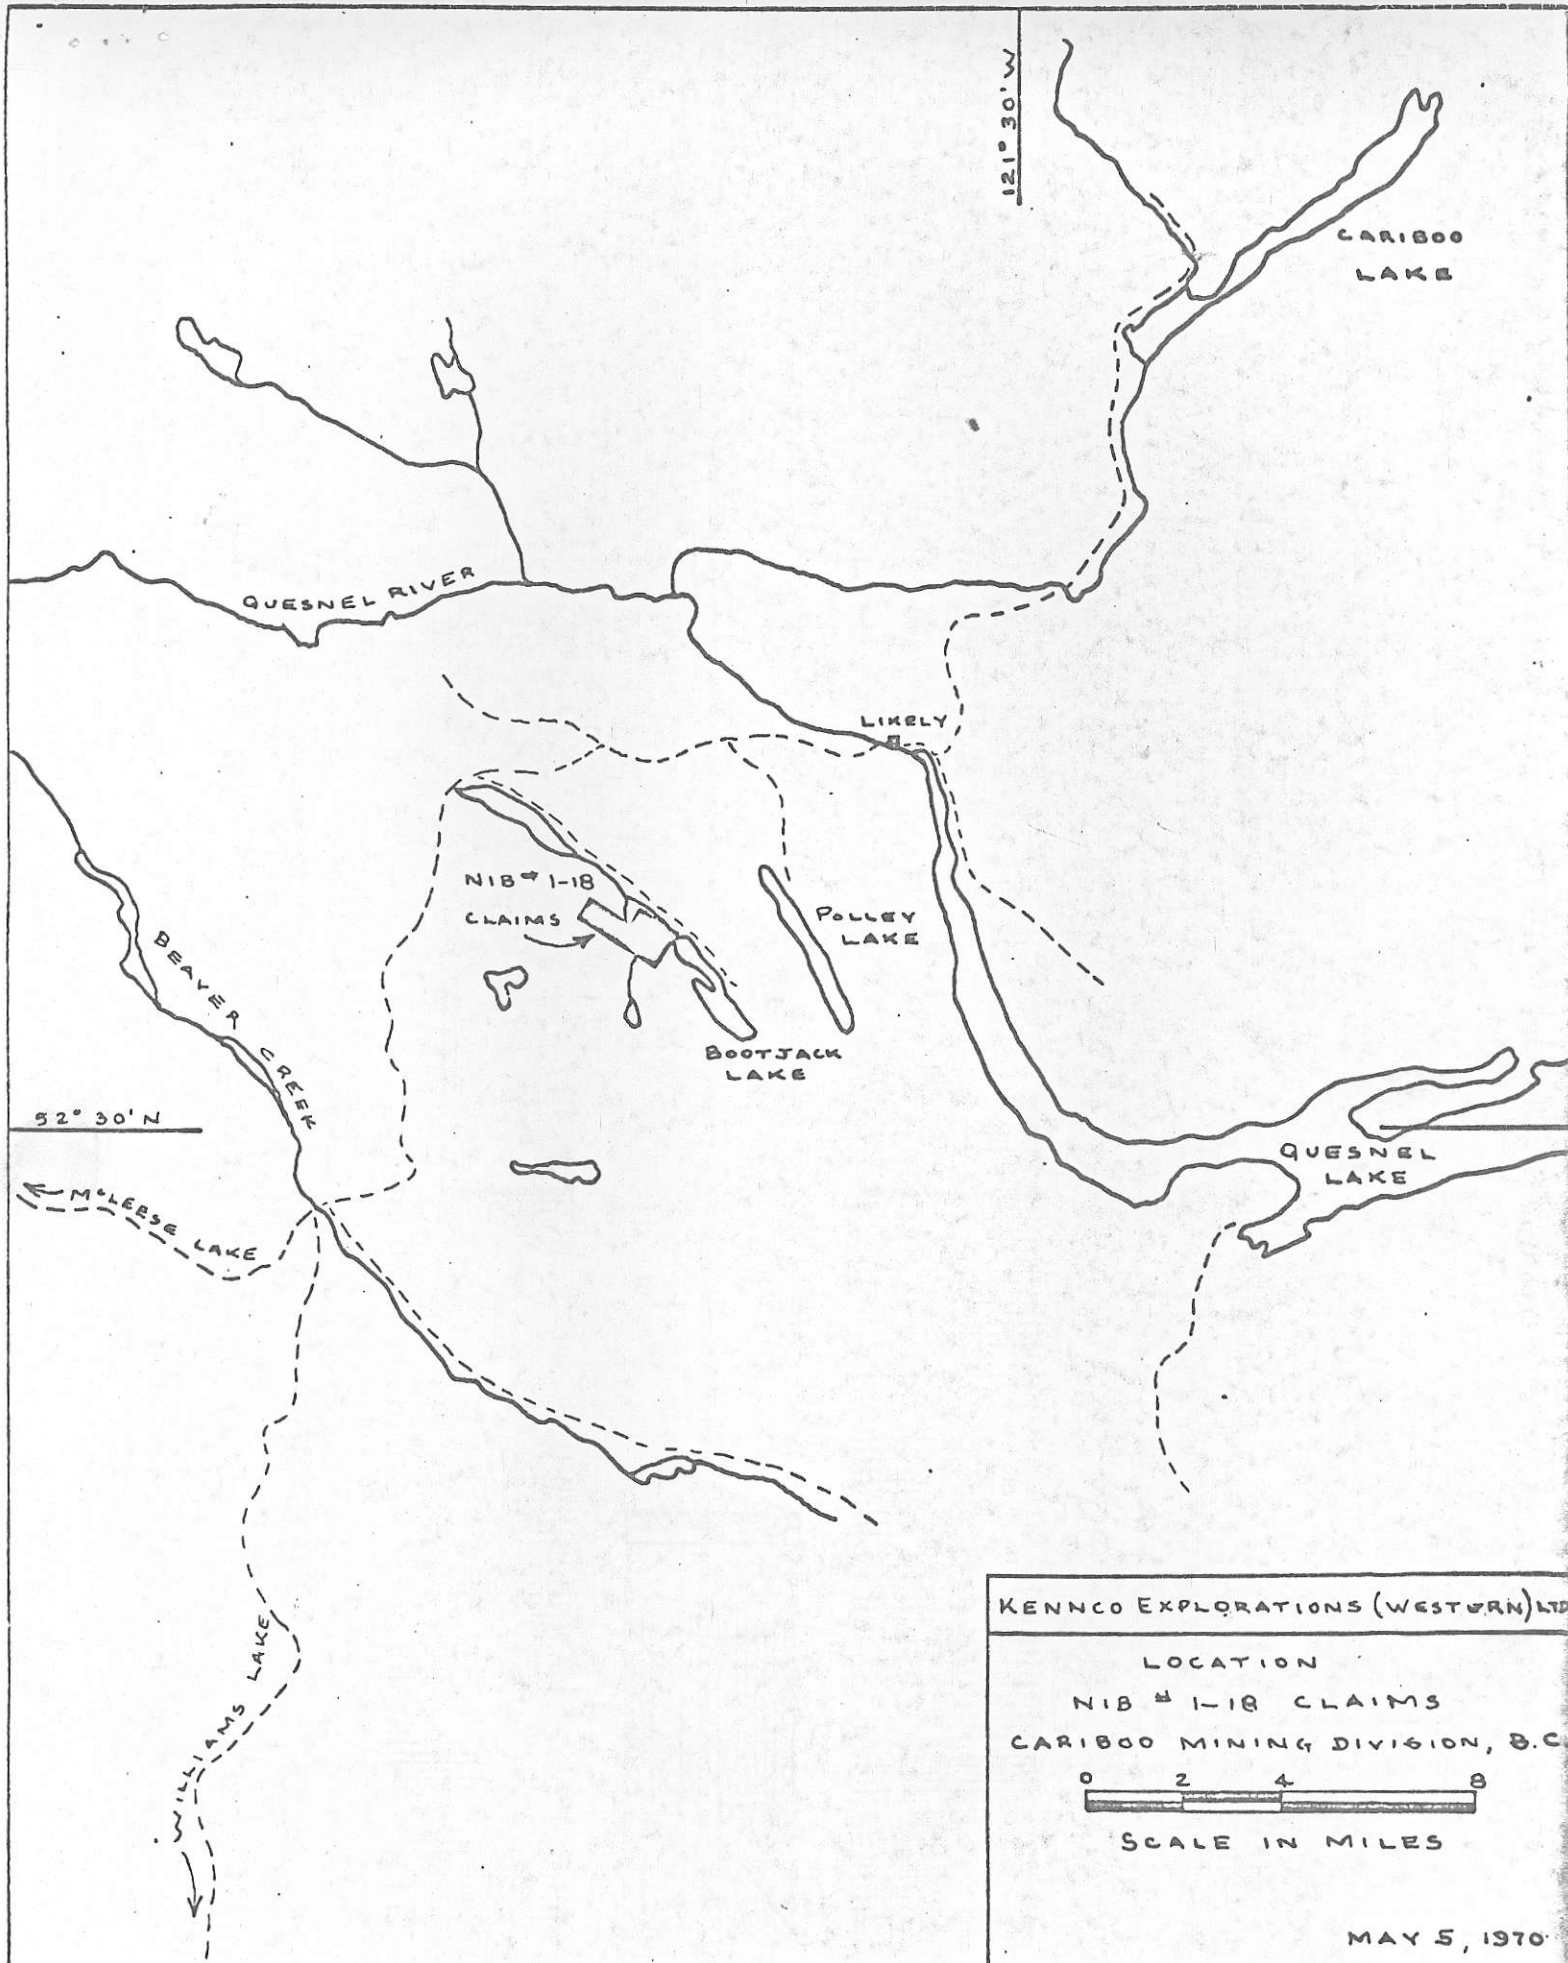 121° 30' W
CARIBOO
LAKE
QUESNEL RIVER
LIKELY
NIB # 1-18
CLAIMS
POLLEY
LAKE
BEAVER CREEK
BOOTJACK
LAKE
52° 30' N
QUESNEL
LAKE
McLEESE LAKE
WILLIAMS LAKE
KENNCO EXPLORATIONS (WESTERN) LTD
LOCATION
NIB # 1-18 CLAIMS
CARIBOO MINING DIVISION, B.C.
0 2 4 8
SCALE IN MILES
MAY 5, 1970